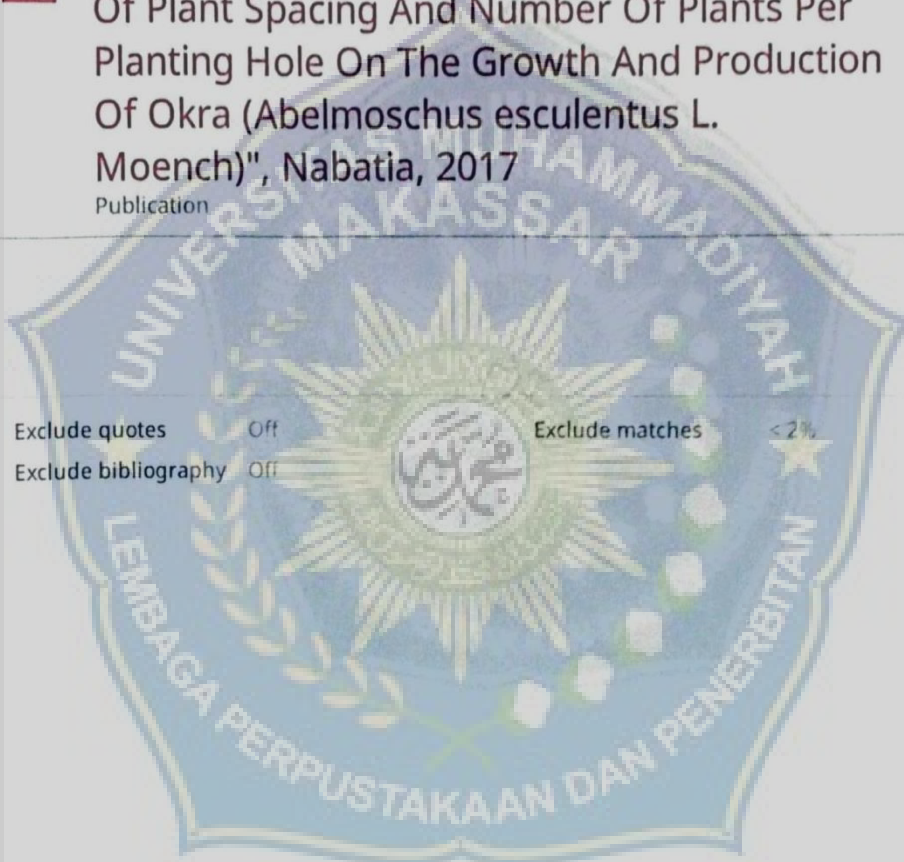 Of Plant Spacing And Number Of Plants Per
Planting Hole On The Growth And Production
Of Okra (Abelmoschus esculentus L.
Moench)", Nabatia, 2017
Publication
UNIVERSITAS MUHAMMADIYAH
MAKASSAR
Exclude quotes Off
Exclude matches < 2%
Exclude bibliography Off
LEMBAGA PERPUSTAKAAN DAN PENERBITAN